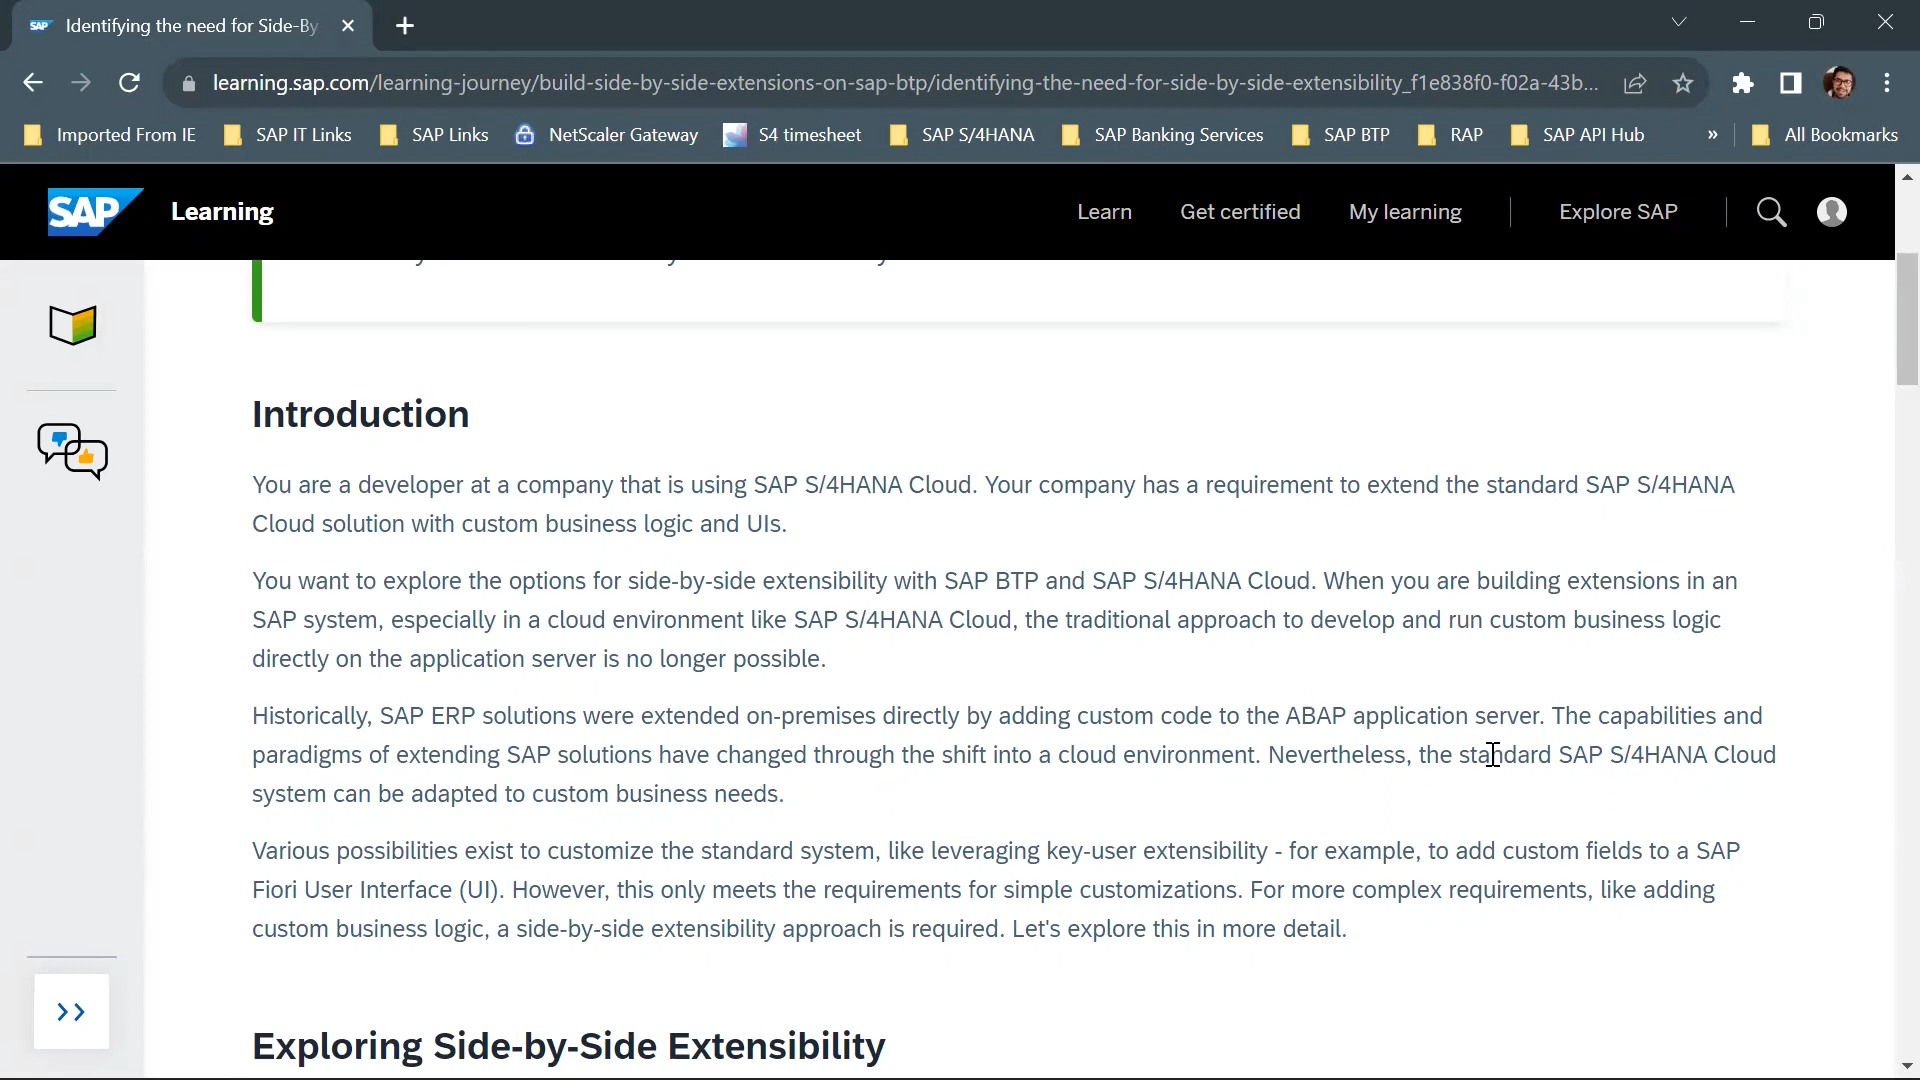 SAP Identifying the need for Side-By
learning.sap.com/learning-journey/build-side-by-side-extensions-on-sap-btp/identifying-the-need-for-side-by-side-extensibility_f1e838f0-f02a-43b...
Imported From IE SAP IT Links SAP Links NetScaler Gateway S4 timesheet SAP S/4HANA SAP Banking Services SAP BTP RAP SAP API Hub » All Bookmarks
SAP Learning Learn Get certified My learning Explore SAP
Introduction
You are a developer at a company that is using SAP S/4HANA Cloud. Your company has a requirement to extend the standard SAP S/4HANA
Cloud solution with custom business logic and UIs.
You want to explore the options for side-by-side extensibility with SAP BTP and SAP S/4HANA Cloud. When you are building extensions in an
SAP system, especially in a cloud environment like SAP S/4HANA Cloud, the traditional approach to develop and run custom business logic
directly on the application server is no longer possible.
Historically, SAP ERP solutions were extended on-premises directly by adding custom code to the ABAP application server. The capabilities and
paradigms of extending SAP solutions have changed through the shift into a cloud environment. Nevertheless, the standard SAP S/4HANA Cloud
system can be adapted to custom business needs.
Various possibilities exist to customize the standard system, like leveraging key-user extensibility - for example, to add custom fields to a SAP
Fiori User Interface (UI). However, this only meets the requirements for simple customizations. For more complex requirements, like adding
custom business logic, a side-by-side extensibility approach is required. Let's explore this in more detail.
Exploring Side-by-Side Extensibility